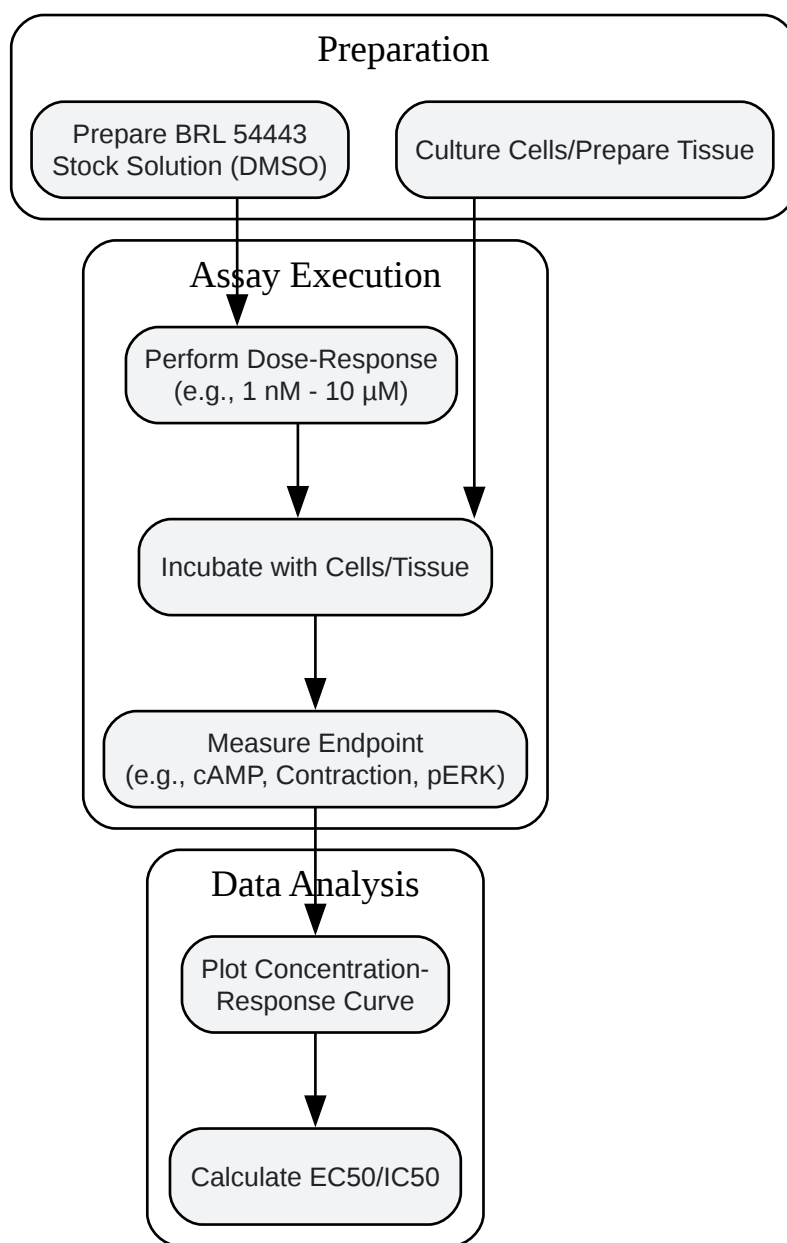 Preparation
Prepare BRL 54443
Stock Solution (DMSO)
Culture Cells/Prepare Tissue
Assay Execution
Perform Dose-Response
(e.g., 1 nM - 10 µM)
Incubate with Cells/Tissue
Measure Endpoint
(e.g., cAMP, Contraction, pERK)
Data Analysis
Plot Concentration-
Response Curve
Calculate EC50/IC50